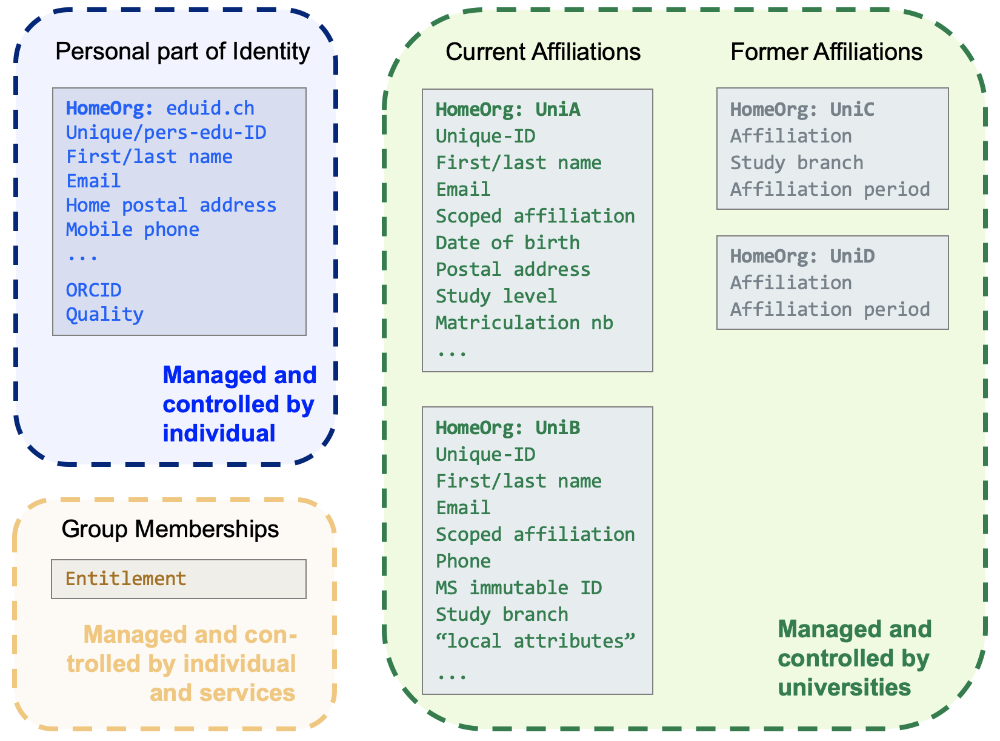 Personal part of Identity
HomeOrg: eduid.ch
Unique/pers-edu-ID
First/last name
Email
Home postal address
Mobile phone
...
ORCID
Quality
Managed and
controlled by
individual
Group Memberships
Entitlement
Managed and con-
trolled by individual
and services
Current Affiliations
HomeOrg: UniA
Unique-ID
First/last name
Email
Scoped affiliation
Date of birth
Postal address
Study level
Matriculation nb
...
HomeOrg: UniB
Unique-ID
First/last name
Email
Scoped affiliation
Phone
MS immutable ID
Study branch
“local attributes”
...
Former Affiliations
HomeOrg: UniC
Affiliation
Study branch
Affiliation period
HomeOrg: UniD
Affiliation
Affiliation period
Managed and
controlled by
universities